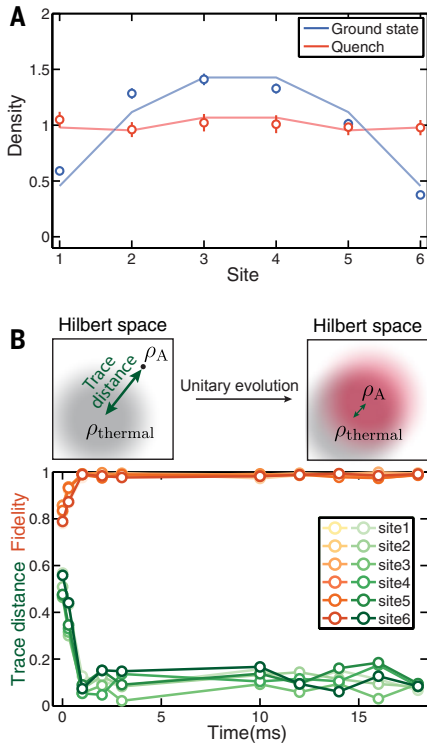 A
Ground state
Quench
Density
2
1.5
1
0.5
0
1 2 3 4 5 6
Site
B
Hilbert space
Hilbert space
Trace
distance
ρA
ρthermal
Unitary evolution
ρA
ρthermal
Trace distance Fidelity
1
0.8
0.6
0.4
0.2
0
site1
site2
site3
site4
site5
site6
0 5 10 15
Time(ms)